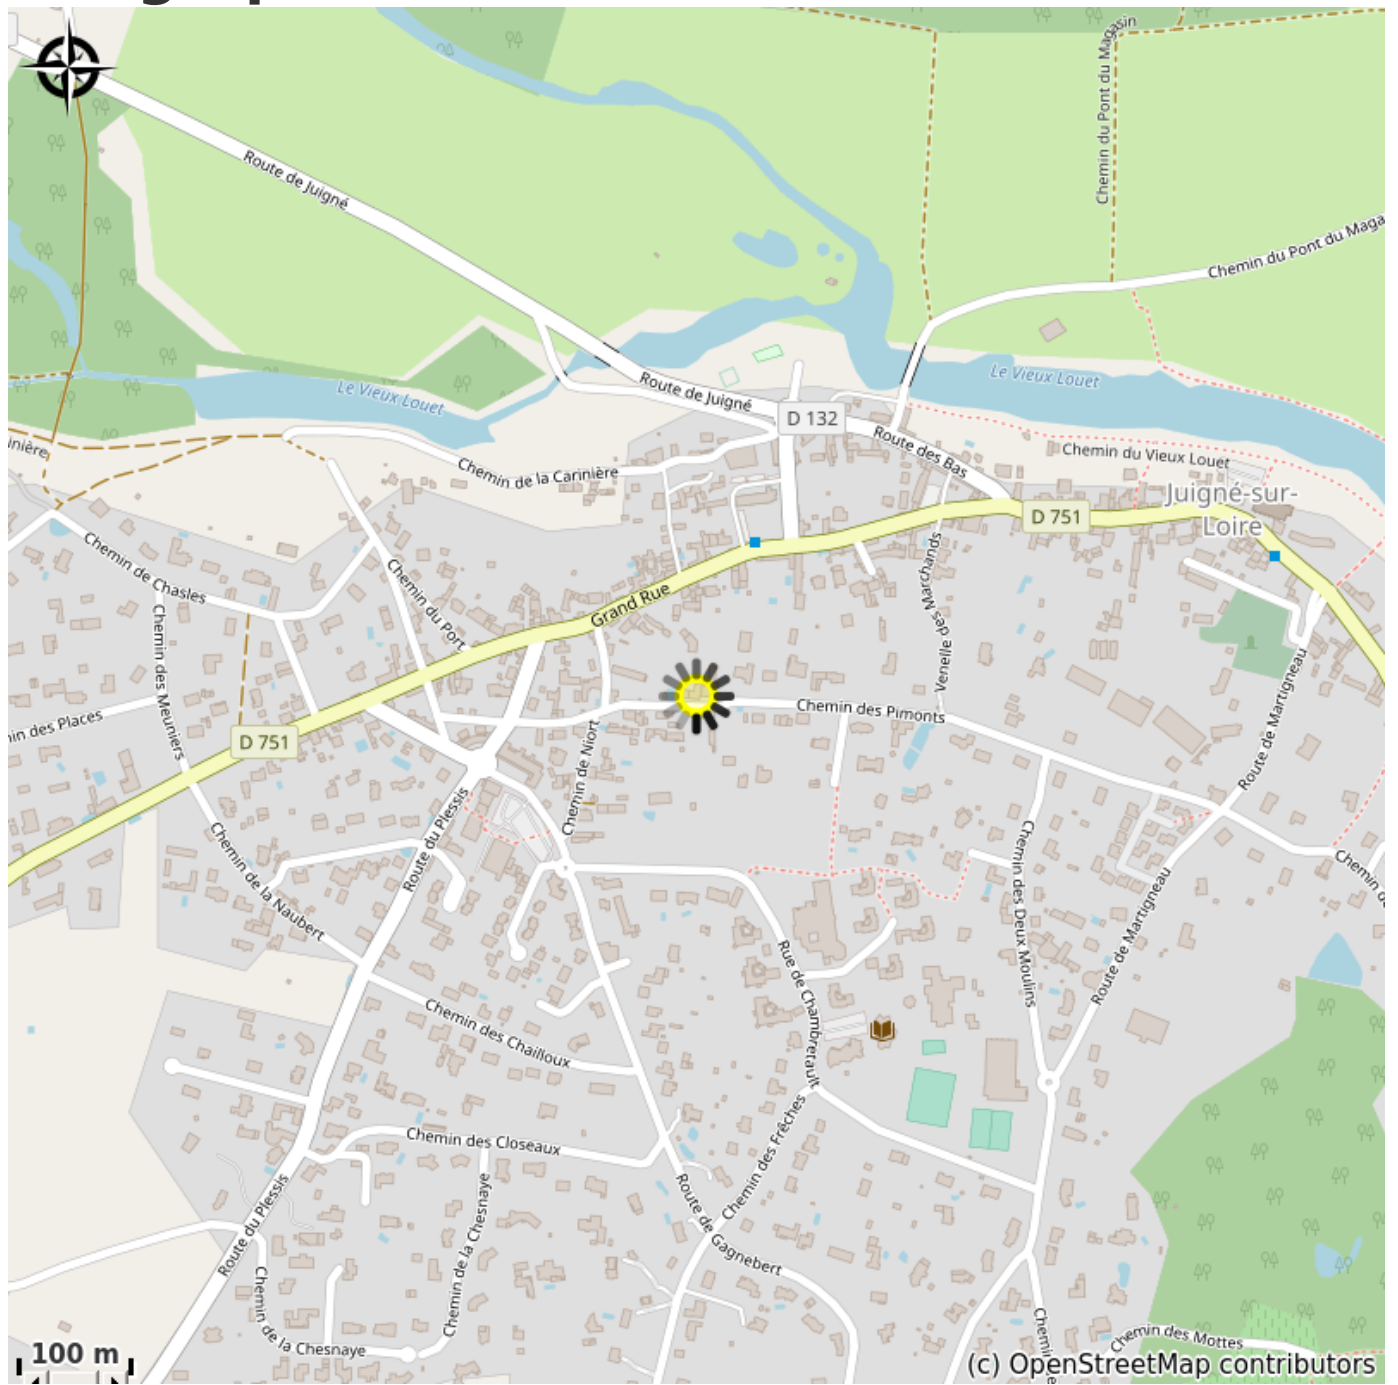 Chemin du Pont du Magasin
Route de Juigné
Chemin du Pont du Maga
Le Vieux Louet
Le Vieux Louet
Route de Juigné
D 132
Route des Bas
Chemin du Vieux Louet
inière
Chemin de la Carinière
Juigné-sur-
Loire
D 751
Chemin de Chasles
Chemin du Port
Grand Rue
Venelle des Marchands
Chemin des Meuniers
in des Places
D 751
Chemin des Pimonts
Route de Martigneau
Chemin de Niort
Route du Plessis
Chemin de la Naubert
Chemin des Deux Moulins
Chemin de
Route de Martigneau
Rue de Chambretault
Chemin des Chailloux
Chemin des Closeaux
Chemin des Frêches
Route du Plessis
Chemin de la Chesnaye
Route de Gagnebert
Chemin de la Chesnaye
Chemin
Chemin des Mottes
100 m
(c) OpenStreetMap contributors